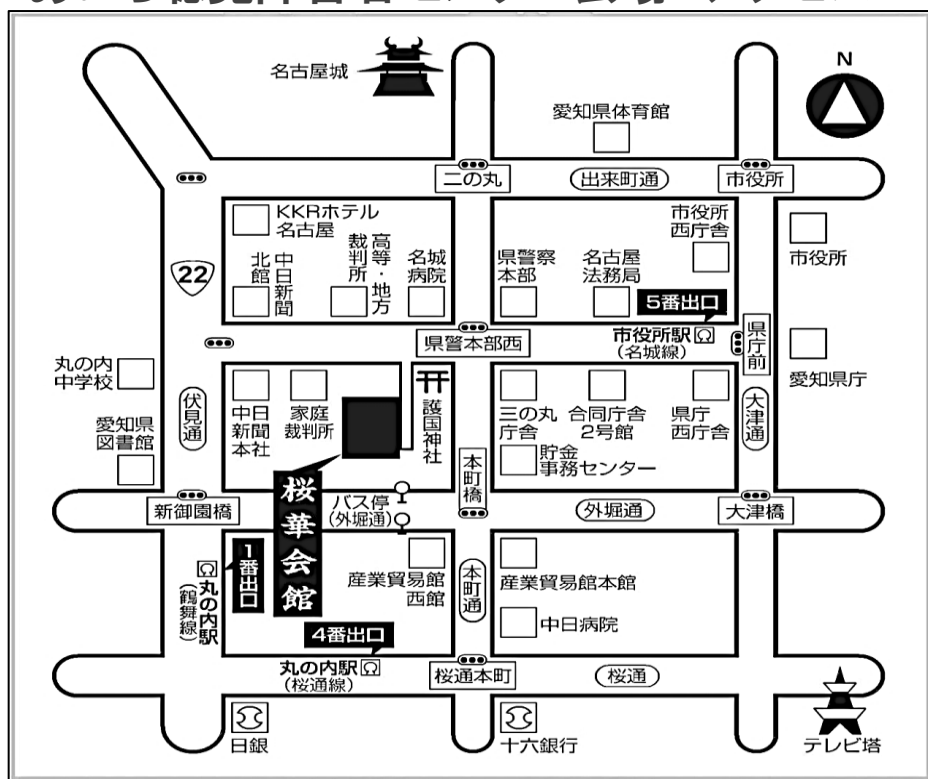 名古屋城
N
愛知県体育館
二の丸
出来町通
市役所
KKRホテル
名古屋
中日新聞
北館
高等・地方
裁判所
名城
病院
県警察
本部
名古屋
法務局
市役所
西庁舎
市役所
22
5番出口
県警本部西
市役所駅
(名城線)
県庁前
愛知県庁
丸の内
中学校
愛知県
図書館
伏見通
中日
新聞
本社
家庭
裁判所
護国神社
三の丸
庁舎
合同庁舎
2号館
県庁
西庁舎
大津通
貯金
事務センター
本町橋
新御園橋
桜華会館
バス停
(外堀通)
外堀通
大津橋
1番出口
丸の内駅
(鶴舞線)
産業貿易館
西館
本町通
産業貿易館本館
中日病院
4番出口
丸の内駅
(桜通線)
桜通本町
桜通
日銀
十六銀行
テレビ塔